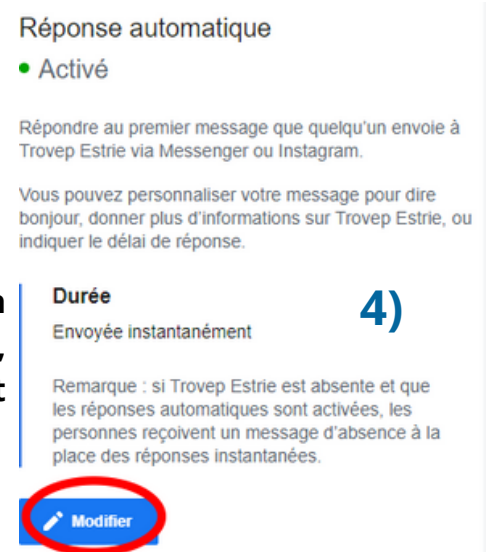 Réponse automatique
Activé
Répondre au premier message que quelqu'un envoie à
Trovep Estrie via Messenger ou Instagram.
Vous pouvez personnaliser votre message pour dire
bonjour, donner plus d'informations sur Trovep Estrie, ou
indiquer le délai de réponse.
Durée
4)
Envoyée instantanément
Remarque : si Trovep Estrie est absente et que
les réponses automatiques sont activées, les
personnes reçoivent un message d'absence à la
place des réponses instantanées.
Modifier